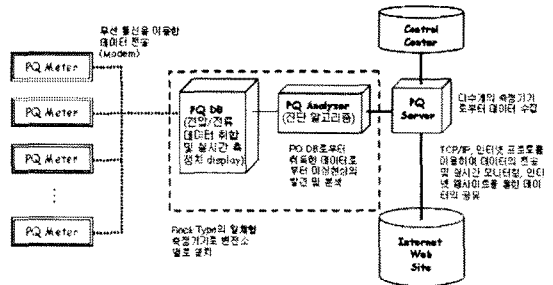 무선 통신을 이용한
데이터 전송
(Modem)
PQ Meter
PQ Meter
PQ Meter
PQ Meter
PQ DB
(전압/전류
데이터 취합
및 실시간 측
정치 display)
PQ Analyzer
(진단 알고리즘)
PQ DB로부터
취득한 데이터로
부터 이상현상의
발견 및 분석
Rack Type의 일체형
측정기기로 변전소
별로 설치
Control
Center
PQ
Server
다수개의 측정기기
로부터 데이터 수집
TCP/IP, 인터넷 프로토콜을
이용하여 데이터의 전송
및 실시간 모니터링, 인터
넷 웹사이트를 통한 데이
터의 공유
Internet
Web
Site